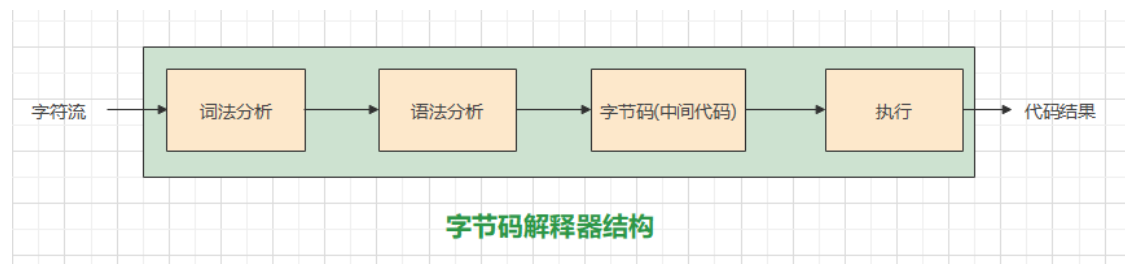 字符流
词法分析
语法分析
字节码(中间代码)
执行
代码结果
字节码解释器结构